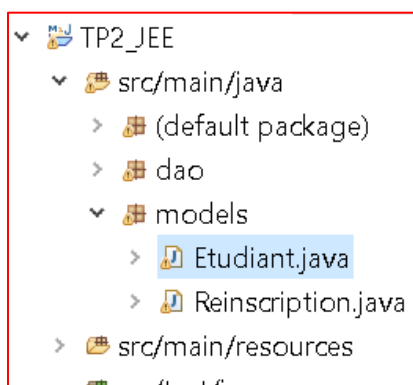 TP2_JEE
src/main/java
(default package)
dao
models
Etudiant.java
Reinscription.java
src/main/resources